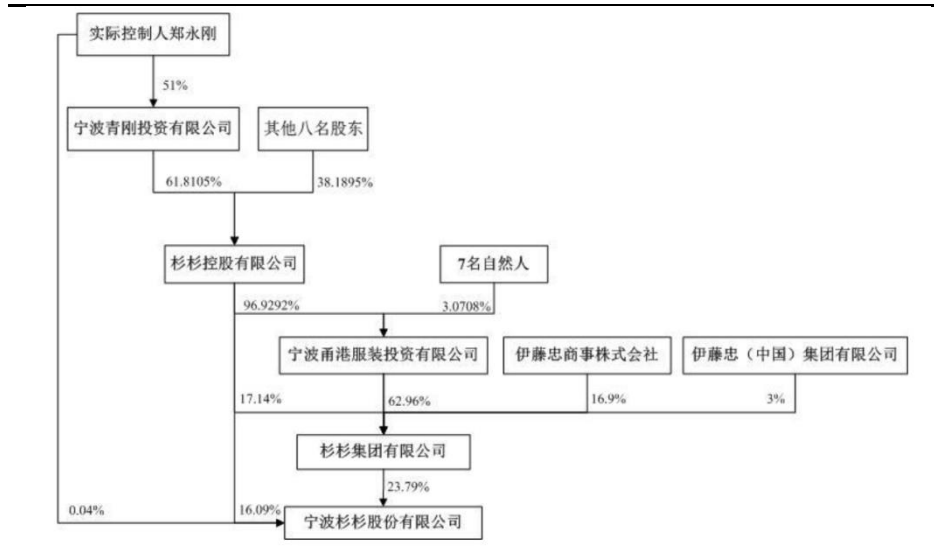 实际控制人郑永刚
51%
宁波青刚投资有限公司
其他八名股东
61.8105%
38.1895%
杉杉控股有限公司
7名自然人
96.9292%
3.0708%
宁波甬港服装投资有限公司
伊藤忠商事株式会社
伊藤忠（中国）集团有限公司
17.14%
62.96%
16.9%
3%
杉杉集团有限公司
23.79%
0.04%
16.09%
宁波杉杉股份有限公司